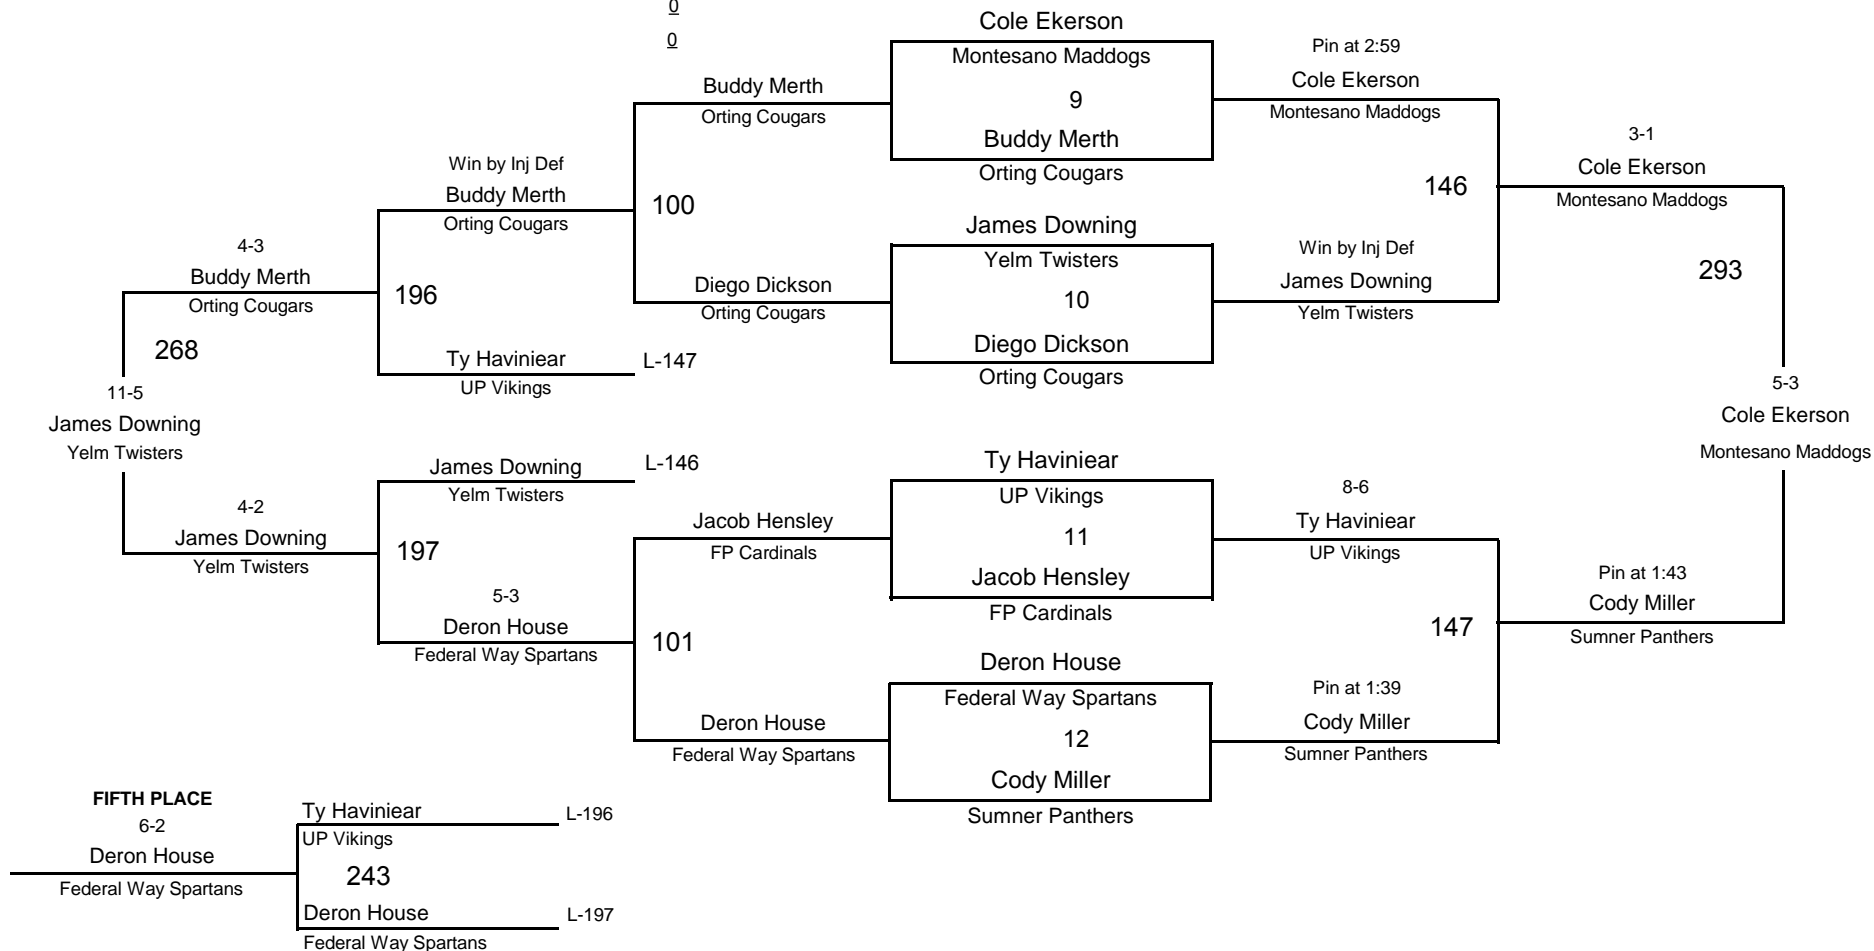 0
0
Cole Ekerson
Montesano Maddogs
9
Buddy Merth
Orting Cougars
James Downing
Yelm Twisters
10
Diego Dickson
Orting Cougars
Ty Haviniear
UP Vikings
11
Jacob Hensley
FP Cardinals
Deron House
Federal Way Spartans
12
Cody Miller
Sumner Panthers
Pin at 2:59
Cole Ekerson
Montesano Maddogs
146
Win by Inj Def
James Downing
Yelm Twisters
8-6
Ty Haviniear
UP Vikings
147
Pin at 1:39
Cody Miller
Sumner Panthers
3-1
Cole Ekerson
Montesano Maddogs
293
Pin at 1:43
Cody Miller
Sumner Panthers
5-3
Cole Ekerson
Montesano Maddogs
Buddy Merth
Orting Cougars
100
Diego Dickson
Orting Cougars
Jacob Hensley
FP Cardinals
101
Deron House
Federal Way Spartans
Win by Inj Def
Buddy Merth
Orting Cougars
196
Ty Haviniear
L-147
UP Vikings
James Downing
L-146
Yelm Twisters
197
5-3
Deron House
Federal Way Spartans
4-3
Buddy Merth
Orting Cougars
268
4-2
James Downing
Yelm Twisters
11-5
James Downing
Yelm Twisters
FIFTH PLACE
6-2
Deron House
Federal Way Spartans
Ty Haviniear
L-196
UP Vikings
243
Deron House
L-197
Federal Way Spartans